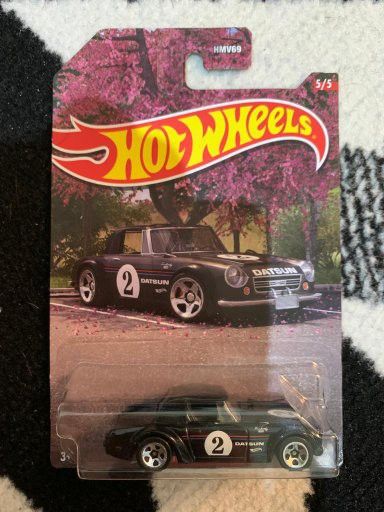 HMV69
5/5
HOT WHEELS
DATSUN
2
DATSUN
2
DATSUN
3+